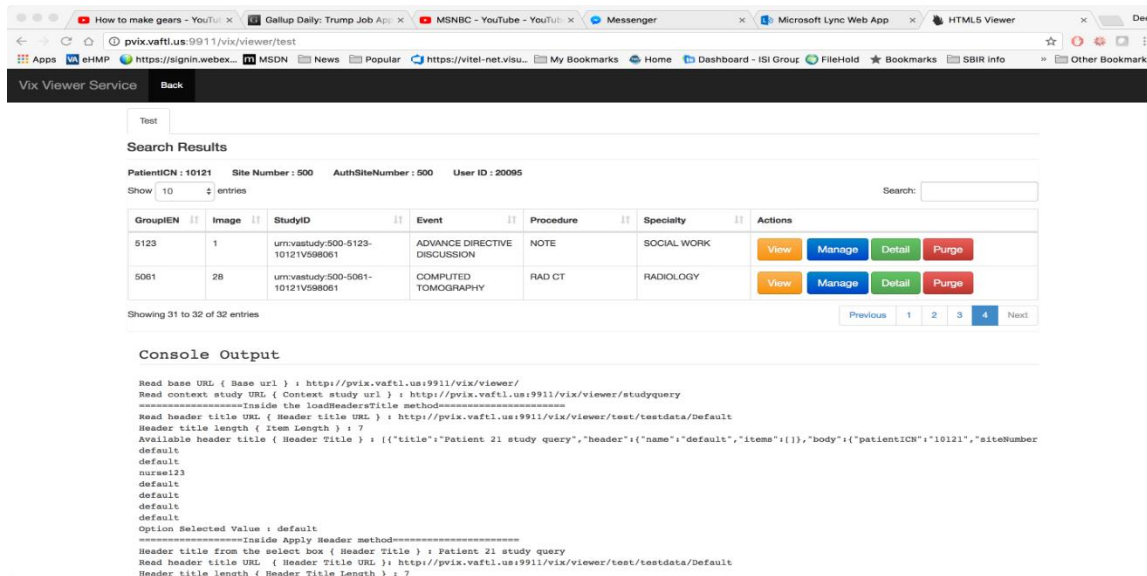 How to make gears - YouTu
Gallup Daily: Trump Job App
MSNBC - YouTube - YouTub
Messenger
Microsoft Lync Web App
HTML5 Viewer
pvix.vaftl.us:9911/vix/viewer/test
Apps VA eHMP https://signin.webex... MSDN News Popular https://vitel-net.visu... My Bookmarks Home Dashboard - ISI Group FileHold Bookmarks SBIR info » Other Bookmark
Vix Viewer Service Back
Test
Search Results
PatientICN : 10121 Site Number : 500 AuthSiteNumber : 500 User ID : 20095
Show 10 entries Search:
GroupIEN Image StudyID Event Procedure Specialty Actions
5123 1 urn:vastudy:500-5123- ADVANCE DIRECTIVE NOTE SOCIAL WORK View Manage Detail Purge
10121V598061 DISCUSSION
5061 28 urn:vastudy:500-5061- COMPUTED RAD CT RADIOLOGY View Manage Detail Purge
10121V598061 TOMOGRAPHY
Showing 31 to 32 of 32 entries Previous 1 2 3 4 Next
Console Output
Read base URL { Base url } : http://pvix.vaftl.us:9911/vix/viewer/
Read context study URL { Context study url } : http://pvix.vaftl.us:9911/vix/viewer/studyquery
==================Inside the loadHeadersTitle method======================
Read header title URL { Header title URL } : http://pvix.vaftl.us:9911/vix/viewer/test/testdata/Default
Header title length { Item Length } : 7
Available header title { Header Title } : [{"title":"Patient 21 study query","header":{"name":"default","items":[]},"body":{"patientICN":"10121","siteNumber
default
default
nurse123
default
default
default
default
Option Selected Value : default
==================Inside Apply Header method======================
Header title from the select box { Header Title } : Patient 21 study query
Read header title URL { Header Title URL }: http://pvix.vaftl.us:9911/vix/viewer/test/testdata/Default
Header title length { Header Title Length } : 7